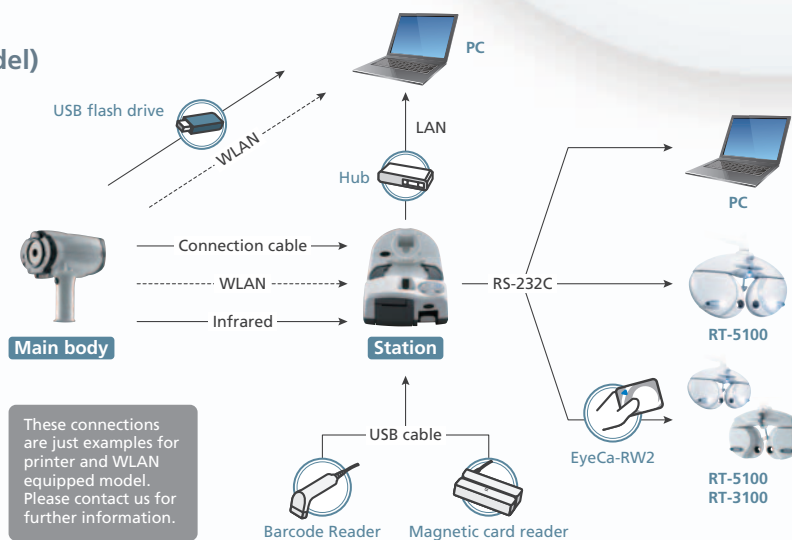 del)
PC
USB flash drive
WLAN
LAN
Hub
PC
Connection cable
WLAN
Infrared
RS-232C
Main body
Station
RT-5100
These connections
are just examples for
printer and WLAN
equipped model.
Please contact us for
further information.
USB cable
EyeCa-RW2
RT-5100
RT-3100
Barcode Reader
Magnetic card reader